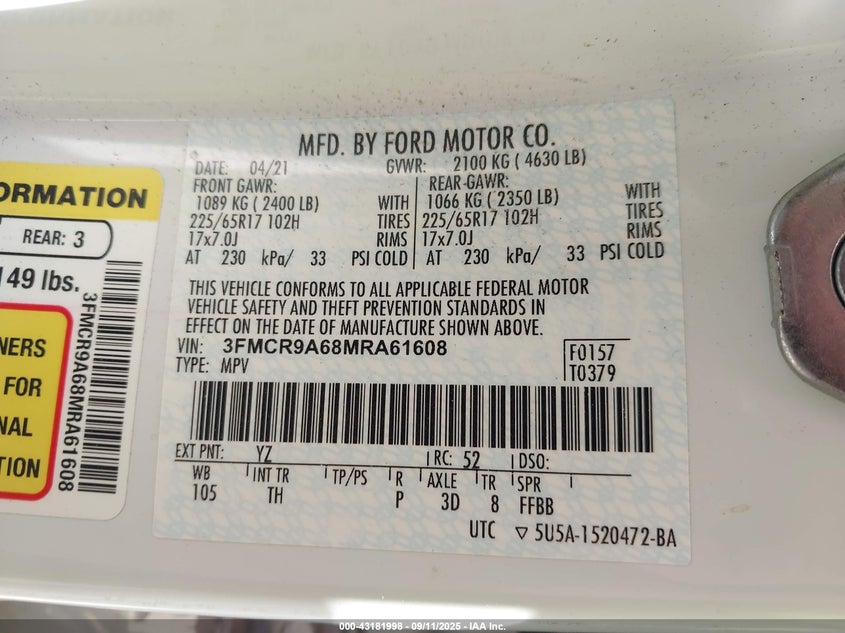 MFD. BY FORD MOTOR CO.
DATE: 04/21 GVWR: 2100 KG ( 4630 LB)
FRONT GAWR: REAR-GAWR:
1089 KG ( 2400 LB) WITH 1066 KG ( 2350 LB) WITH
225/65R17 102H TIRES 225/65R17 102H TIRES
17x7.0J RIMS 17x7.0J RIMS
AT 230 kPa/ 33 PSI COLD AT 230 kPa/ 33 PSI COLD
THIS VEHICLE CONFORMS TO ALL APPLICABLE FEDERAL MOTOR
VEHICLE SAFETY AND THEFT PREVENTION STANDARDS IN
EFFECT ON THE DATE OF MANUFACTURE SHOWN ABOVE.
VIN: 3FMCR9A68MRA61608
TYPE: MPV
F0157
T0379
EXT PNT: YZ RC: 52 DSO:
WB INT TR TP/PS R AXLE TR SPR
105 TH P 3D 8 FFBB
UTC ▽ 5U5A-1520472-BA
ORMATION
REAR: 3
149 lbs.
NERS
FOR
NAL
TION
3FMCR9A68MRA61608
000-43181998 - 09/11/2025 - IAA Inc.